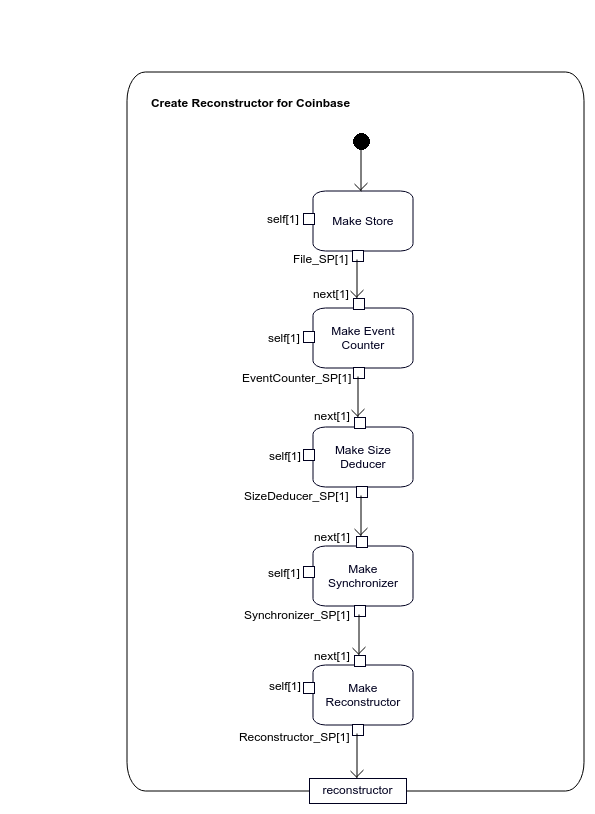 Create Reconstructor for Coinbase
self[1]
Make Store
File_SP[1]
next[1]
self[1]
Make Event
Counter
EventCounter_SP[1]
next[1]
self[1]
Make Size
Deducer
SizeDeducer_SP[1]
next[1]
self[1]
Make
Synchronizer
Synchronizer_SP[1]
next[1]
self[1]
Make
Reconstructor
Reconstructor_SP[1]
reconstructor